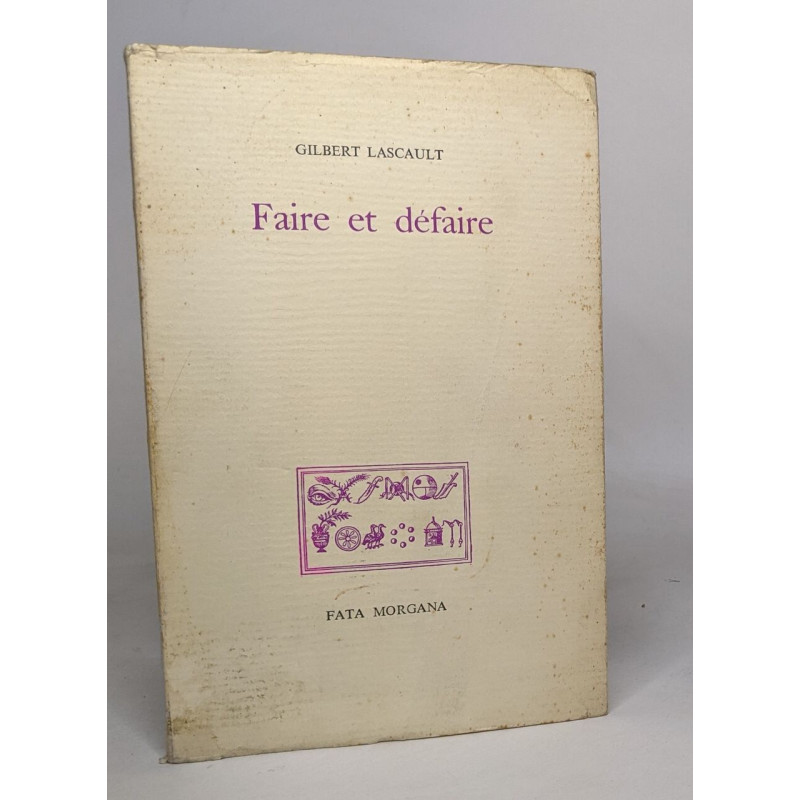 GILBERT LASCAULT
Faire et défaire
FATA MORGANA